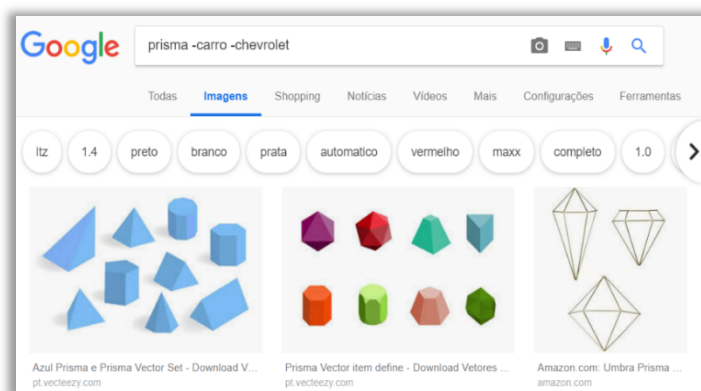 Google
prisma -carro -chevrolet
Todas Imagens Shopping Notícias Vídeos Mais Configurações Ferramentas
ltz 1.4 preto branco prata automatico vermelho maxx completo 1.0
Azul Prisma e Prisma Vector Set - Download V... Prisma Vector item define - Download Vetores ... Amazon.com: Umbra Prisma ...
pt.vecteezy.com pt.vecteezy.com amazon.com